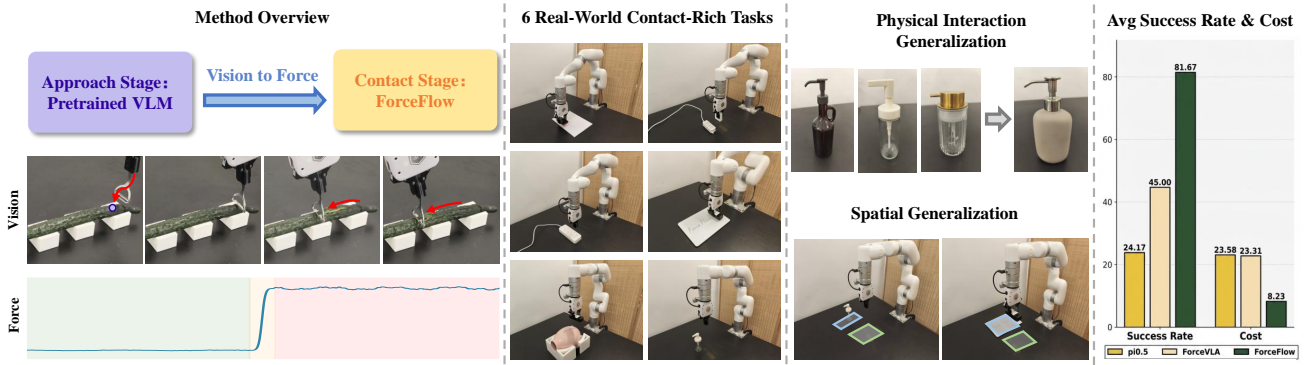 Method Overview
Approach Stage:
Pretrained VLM
Vision to Force
Contact Stage:
ForceFlow
Vision
Force
6 Real-World Contact-Rich Tasks
Physical Interaction
Generalization
Spatial Generalization
Avg Success Rate & Cost
80
60
40
20
0
24.17
45.00
81.67
23.58
23.31
8.23
Success Rate
Cost
pi0.5
ForceVLA
ForceFlow